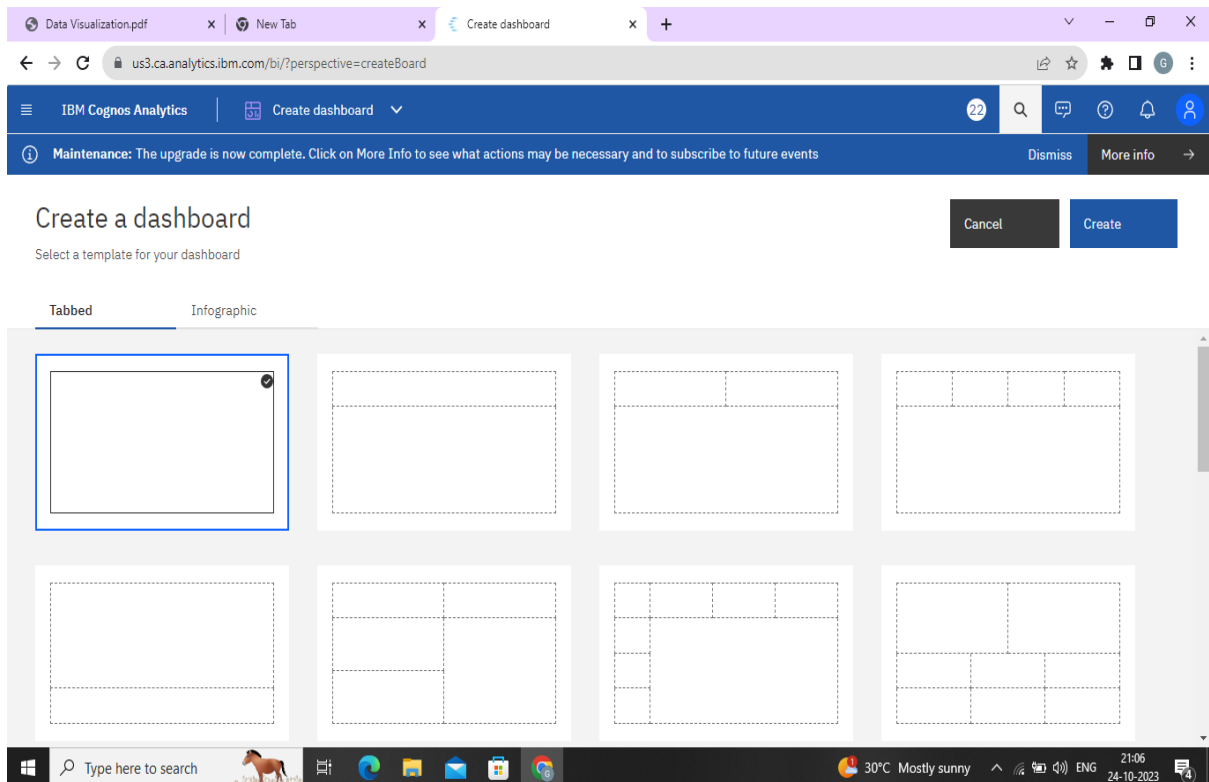 Data Visualization.pdf
New Tab
Create dashboard
us3.ca.analytics.ibm.com/bi/?perspective=createBoard
G
IBM Cognos Analytics
Create dashboard
22
Maintenance: The upgrade is now complete. Click on More Info to see what actions may be necessary and to subscribe to future events
Dismiss
More info
Create a dashboard
Cancel
Create
Select a template for your dashboard
Tabbed
Infographic
Type here to search
30°C Mostly sunny
ENG
21:06
24-10-2023
4